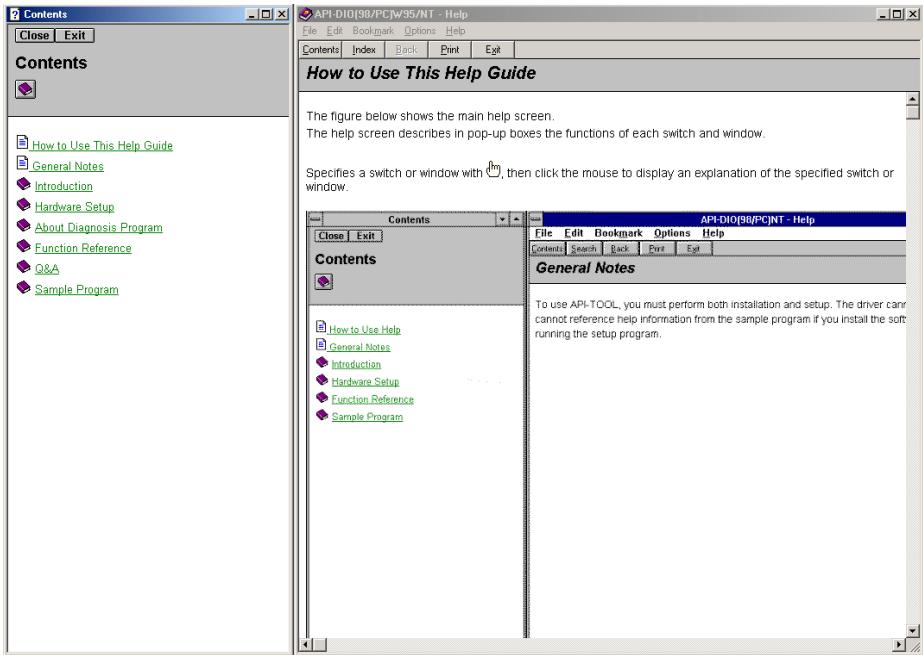 Contents
Close Exit
Contents
How to Use This Help Guide
General Notes
Introduction
Hardware Setup
About Diagnosis Program
Function Reference
Q&A
Sample Program
API-DIO(98/PC)W95/NT - Help
File Edit Bookmark Options Help
Contents Index Back Print Exit
How to Use This Help Guide
The figure below shows the main help screen.
The help screen describes in pop-up boxes the functions of each switch and window.
Specifies a switch or window with , then click the mouse to display an explanation of the specified switch or
window.
Contents
Close Exit
Contents
How to Use Help
General Notes
Introduction
Hardware Setup
Function Reference
Sample Program
API-DIO(98/PC)NT - Help
File Edit Bookmark Options Help
Contents Search Back Print Exit
General Notes
To use API-TOOL, you must perform both installation and setup. The driver
cannot reference help information from the sample program if you install the
running the setup program.